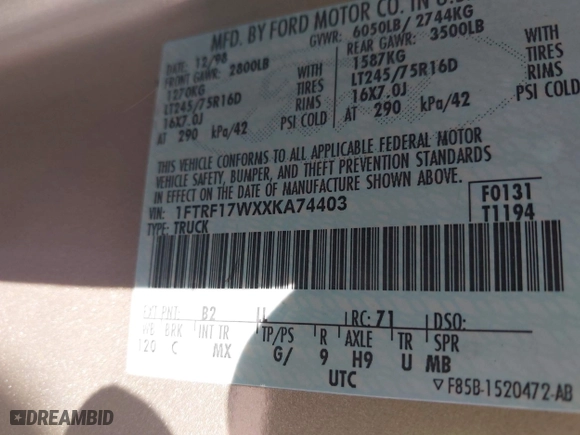 MFD. BY FORD MOTOR CO. IN U.S.
DATE: 12/98 GVWR: 6050LB/ 2744KG
FRONT GAWR: 2800LB REAR GAWR: 3500LB
1270KG WITH 1587KG WITH
LT245/75R16D TIRES LT245/75R16D TIRES
16X7.0J RIMS 16X7.0J RIMS
AT 290 kPa/42 PSI COLD AT 290 kPa/42 PSI COLD
THIS VEHICLE CONFORMS TO ALL APPLICABLE FEDERAL MOTOR
VEHICLE SAFETY, BUMPER, AND THEFT PREVENTION STANDARDS
IN EFFECT ON THE DATE OF MANUFACTURE SHOWN ABOVE.
VIN: 1FTRF17WXXKA74403 F0131
TYPE: TRUCK T1194
EXT PNT: B2 RC: 71 DSO:
WB BRK INT TR TP/PS R AXLE TR SPR
120 C MX G/ 9 H9 U MB
UTC
▽ F85B-1520472-AB
DREAMBID